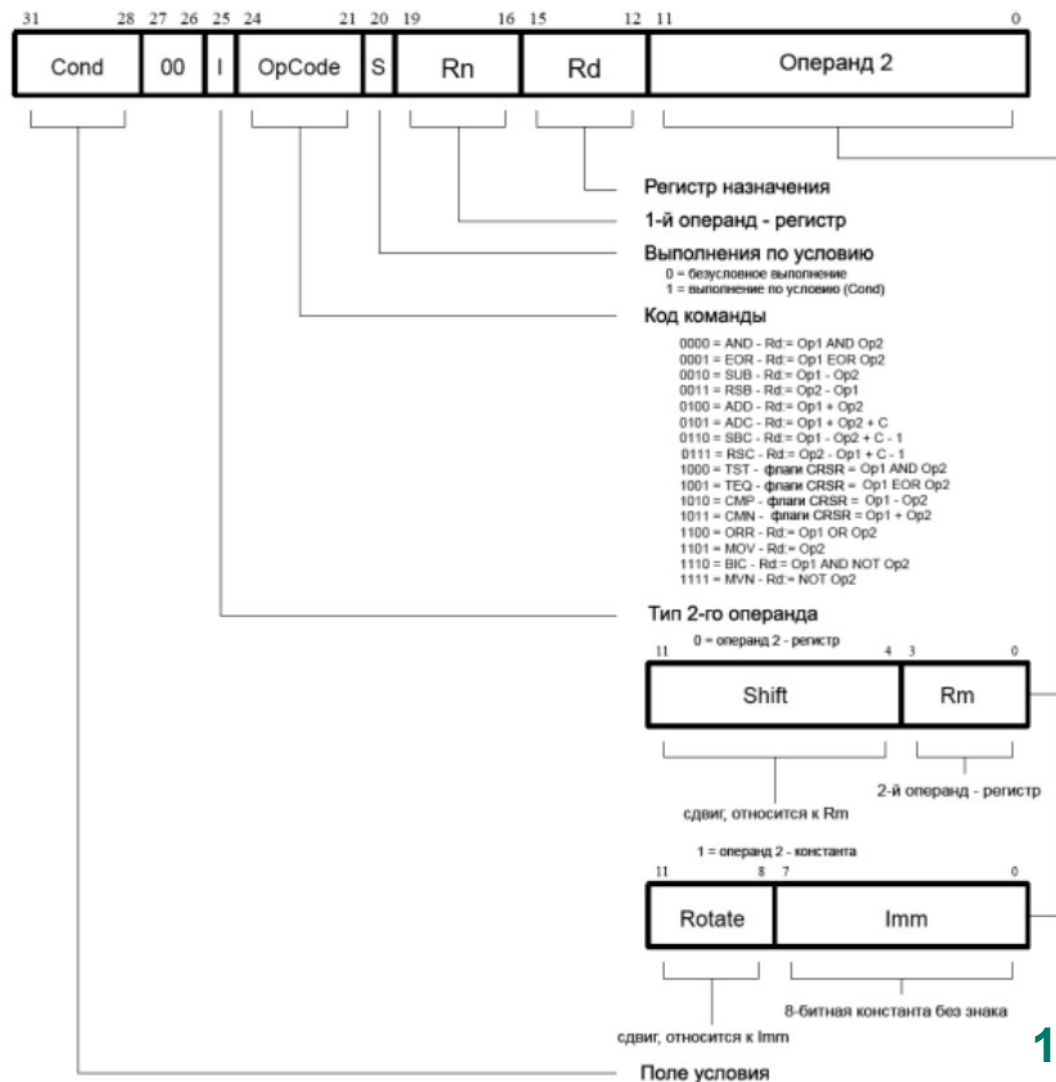 31 28 27 26 25 24 21 20 19 16 15 12 11 0
Cond 00 I OpCode S Rn Rd Операнд 2
Регистр назначения
1-й операнд - регистр
Выполнения по условию
0 = безусловное выполнение
1 = выполнение по условию (Cond)
Код команды
0000 = AND - Rd:= Op1 AND Op2
0001 = EOR - Rd:= Op1 EOR Op2
0010 = SUB - Rd:= Op1 - Op2
0011 = RSB - Rd:= Op2 - Op1
0100 = ADD - Rd:= Op1 + Op2
0101 = ADC - Rd:= Op1 + Op2 + C
0110 = SBC - Rd:= Op1 - Op2 + C - 1
0111 = RSC - Rd:= Op2 - Op1 + C - 1
1000 = TST - флаги CRSR = Op1 AND Op2
1001 = TEQ - флаги CRSR = Op1 EOR Op2
1010 = CMP - флаги CRSR = Op1 - Op2
1011 = CMN - флаги CRSR = Op1 + Op2
1100 = ORR - Rd:= Op1 OR Op2
1101 = MOV - Rd:= Op2
1110 = BIC - Rd:= Op1 AND NOT Op2
1111 = MVN - Rd:= NOT Op2
Тип 2-го операнда
0 = операнд 2 - регистр
11 4 3 0
Shift Rm
2-й операнд - регистр
сдвиг, относится к Rm
1 = операнд 2 - константа
11 8 7 0
Rotate Imm
8-битная константа без знака
сдвиг, относится к Imm
1
Поле условия